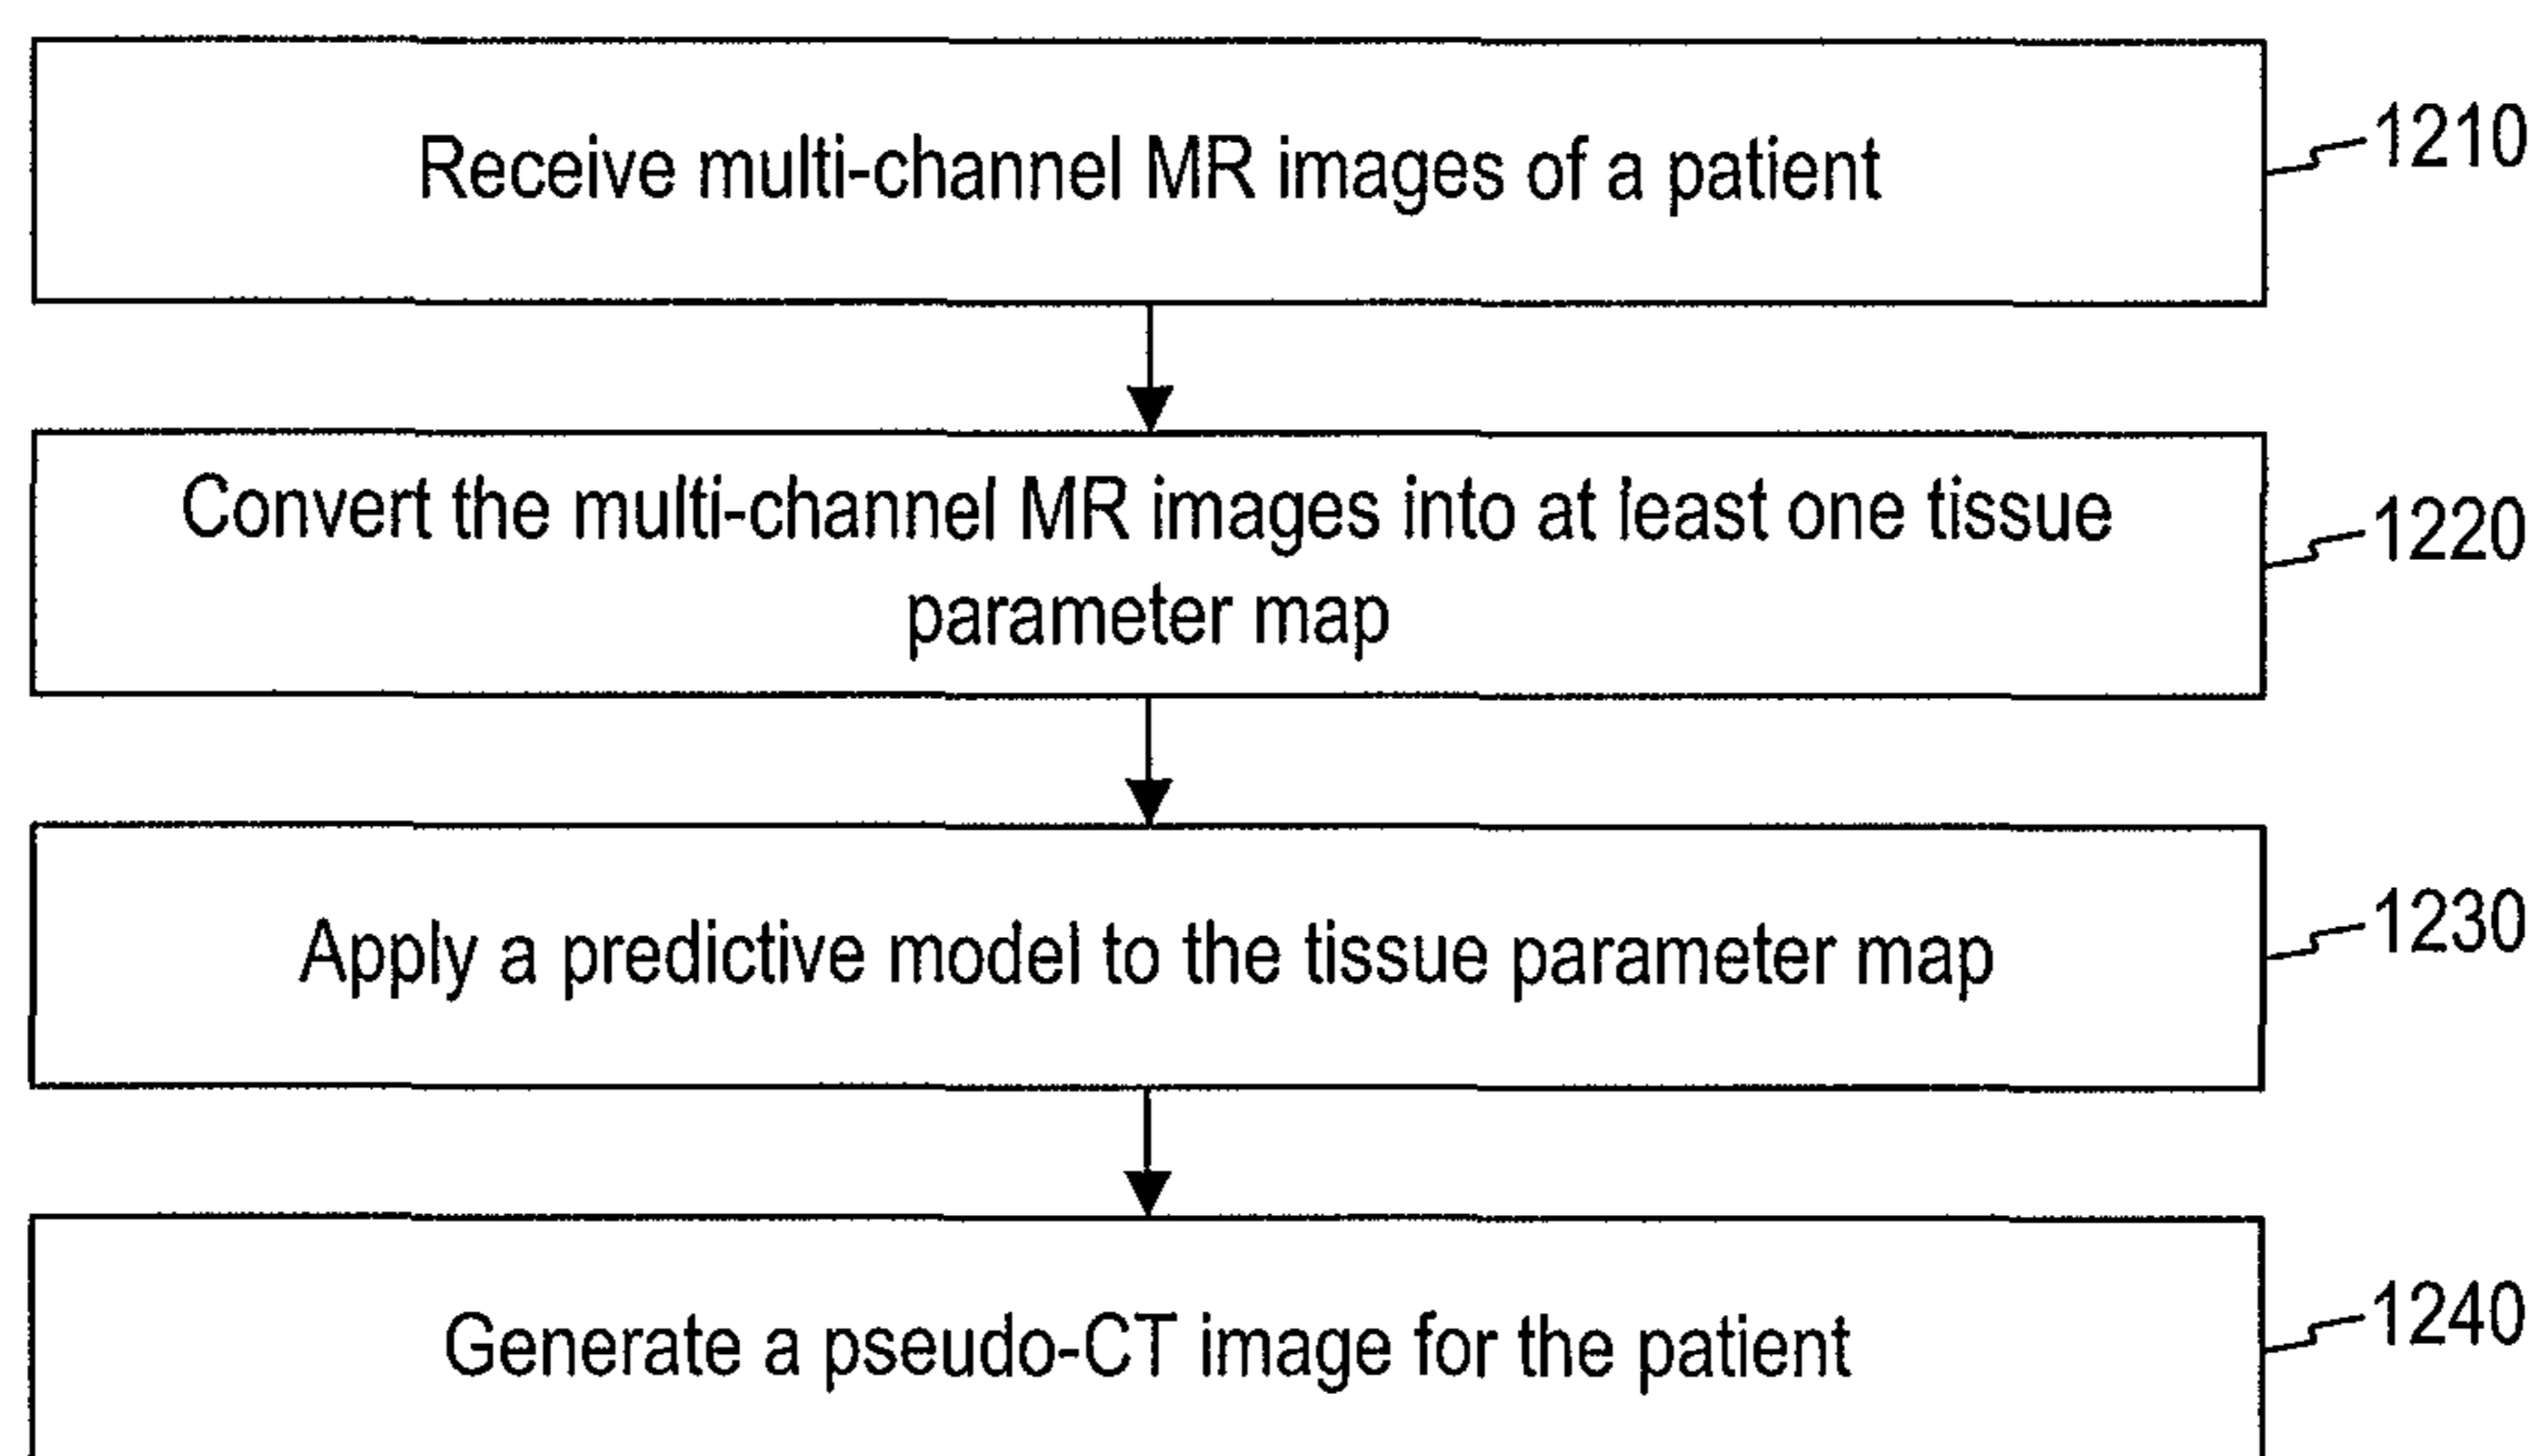 Receive multi-channel MR images of a patient
1210
Convert the multi-channel MR images into at least one tissue
parameter map
1220
Apply a predictive model to the tissue parameter map
1230
Generate a pseudo-CT image for the patient
1240